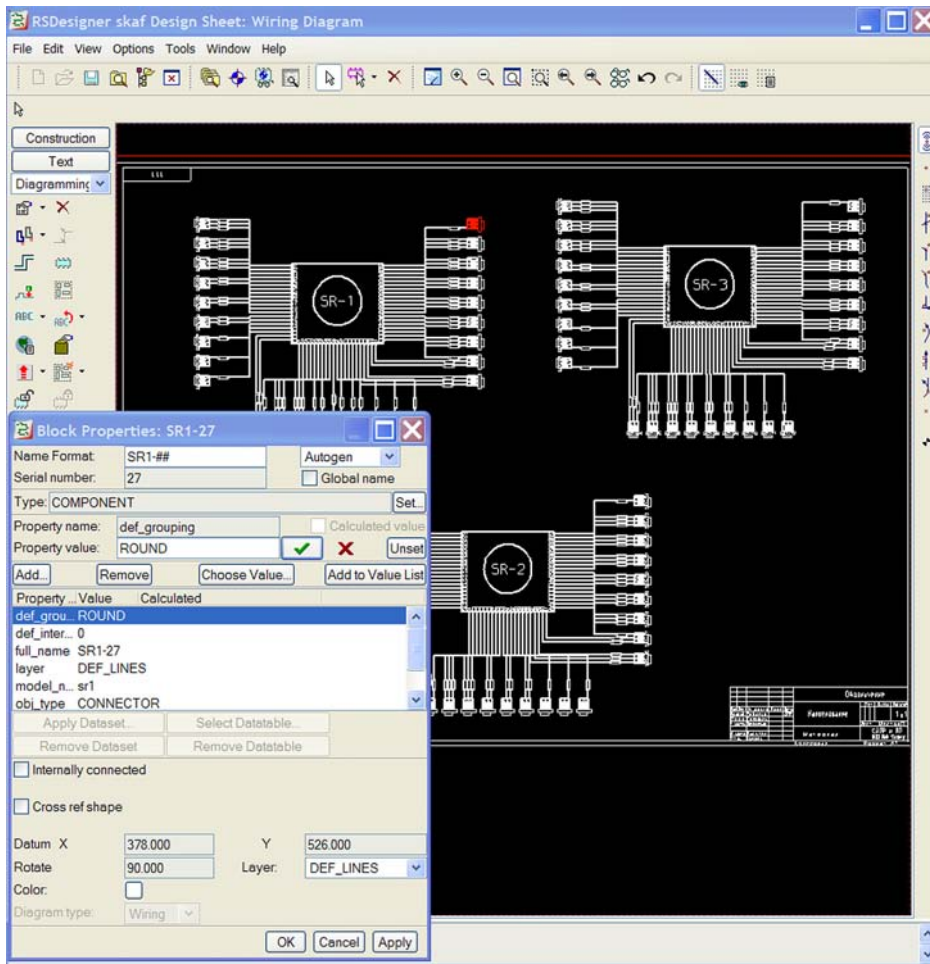 RSDesigner skaf Design Sheet: Wiring Diagram
File Edit View Options Tools Window Help
Construction
Text
Diagramming
ABC ABC
SR-1
SR-3
SR-2
Block Properties: SR1-27
Name Format: SR1-## Autogen
Serial number: 27 Global name
Type: COMPONENT Set...
Property name: def_grouping Calculated value
Property value: ROUND Unset
Add... Remove Choose Value... Add to Value List
Property ... Value Calculated
def_grou... ROUND
def_inter... 0
full_name SR1-27
layer DEF_LINES
model_n... sr1
obj_type CONNECTOR
Apply Dataset... Select Datatable...
Remove Dataset Remove Datatable
Internally connected
Cross ref shape
Datum X 378.000 Y 526.000
Rotate 90.000 Layer: DEF_LINES
Color:
Diagram type: Wiring
OK Cancel Apply